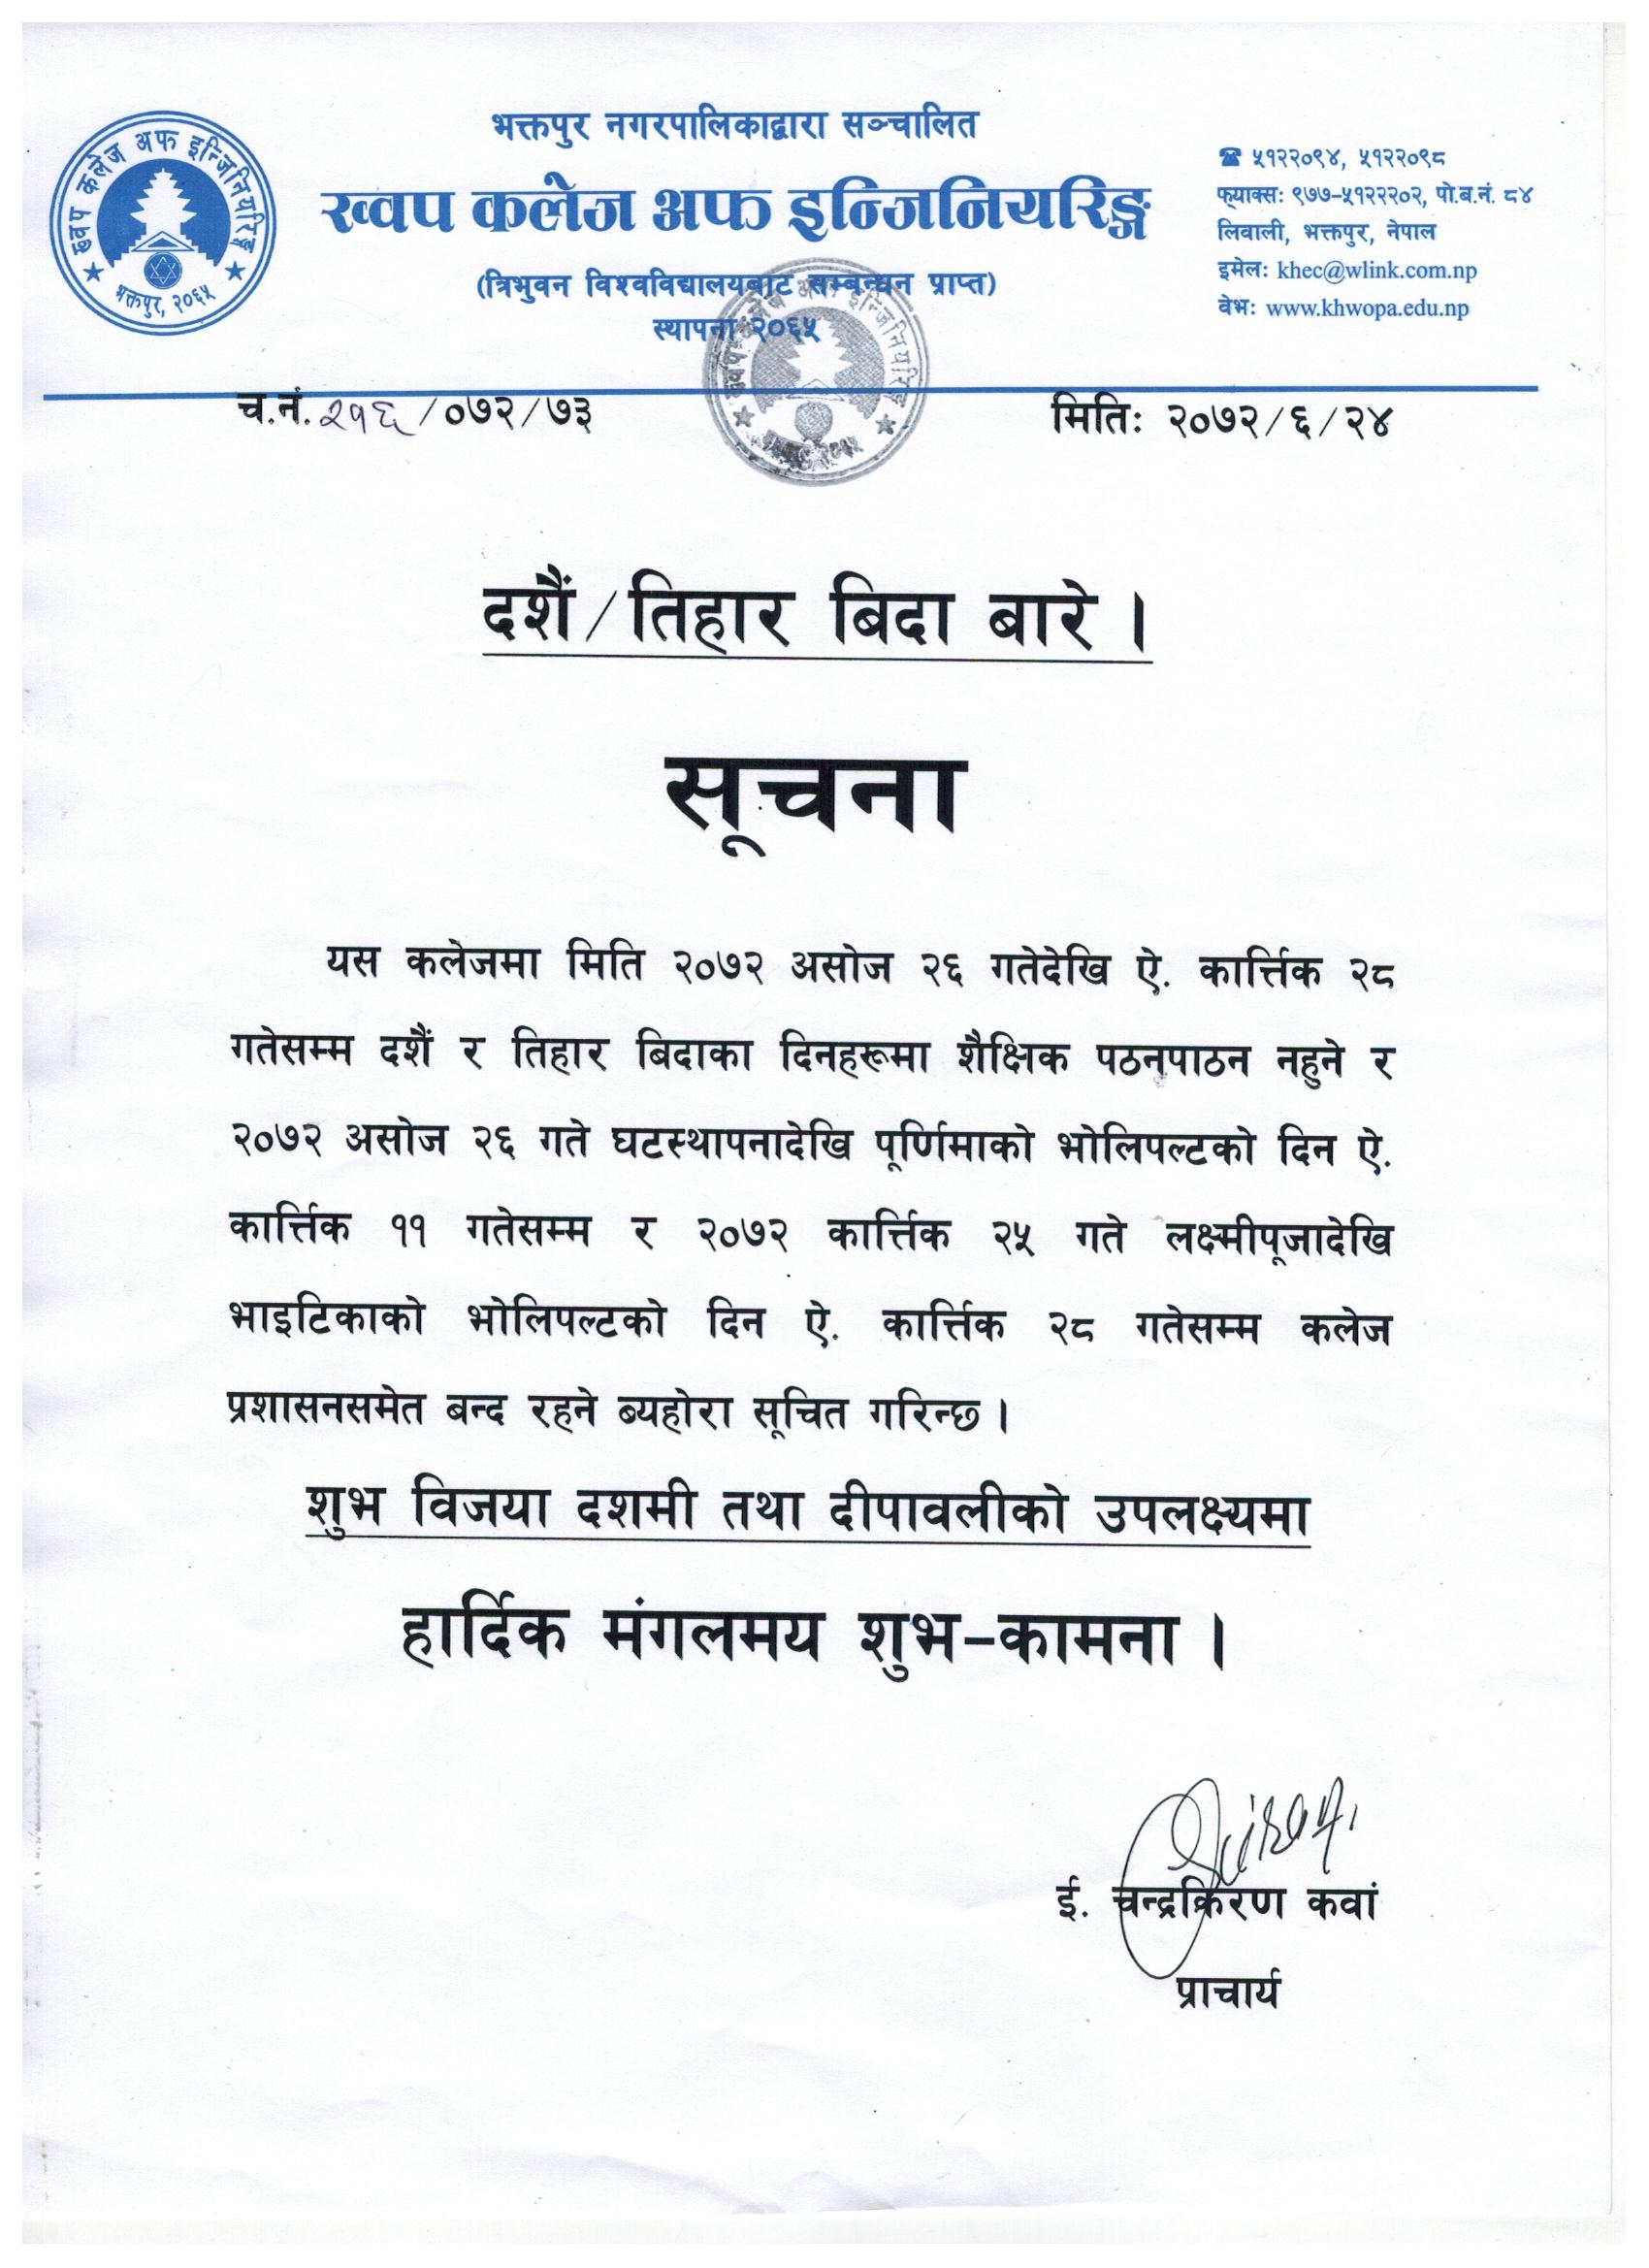 भक्तपुर नगरपालिकाद्वारा सञ्चालित
ख्वप कलेज अफ इन्जिनियरिङ्ग
(त्रिभुवन विश्वविद्यालयबाट सम्बन्धन प्राप्त)
स्थापना २०६५
ख्वप कलेज अफ इन्जिनियरिङ्ग
भक्तपुर, २०६५
☎ ५१२२०९४, ५१२२०९८
फ्याक्सः ९७७-५१२२२०२, पो.ब.नं. ८४
लिवाली, भक्तपुर, नेपाल
इमेलः khec@wlink.com.np
वेभः www.khwopa.edu.np
च.नं. २१६ /०७२/७३
मितिः २०७२/६/२४
दशैं/तिहार बिदा बारे ।
सूचना
यस कलेजमा मिति २०७२ असोज २६ गतेदेखि ऐ. कार्त्तिक २८
गतेसम्म दशैं र तिहार बिदाका दिनहरूमा शैक्षिक पठनपाठन नहुने र
२०७२ असोज २६ गते घटस्थापनादेखि पूर्णिमाको भोलिपल्टको दिन ऐ.
कार्त्तिक ११ गतेसम्म र २०७२ कार्त्तिक २५ गते लक्ष्मीपूजादेखि
भाइटिकाको भोलिपल्टको दिन ऐ. कार्त्तिक २८ गतेसम्म कलेज
प्रशासनसमेत बन्द रहने ब्यहोरा सूचित गरिन्छ ।
शुभ विजया दशमी तथा दीपावलीको उपलक्ष्यमा
हार्दिक मंगलमय शुभ-कामना ।
ई. चन्द्रकिरण कवां
प्राचार्य